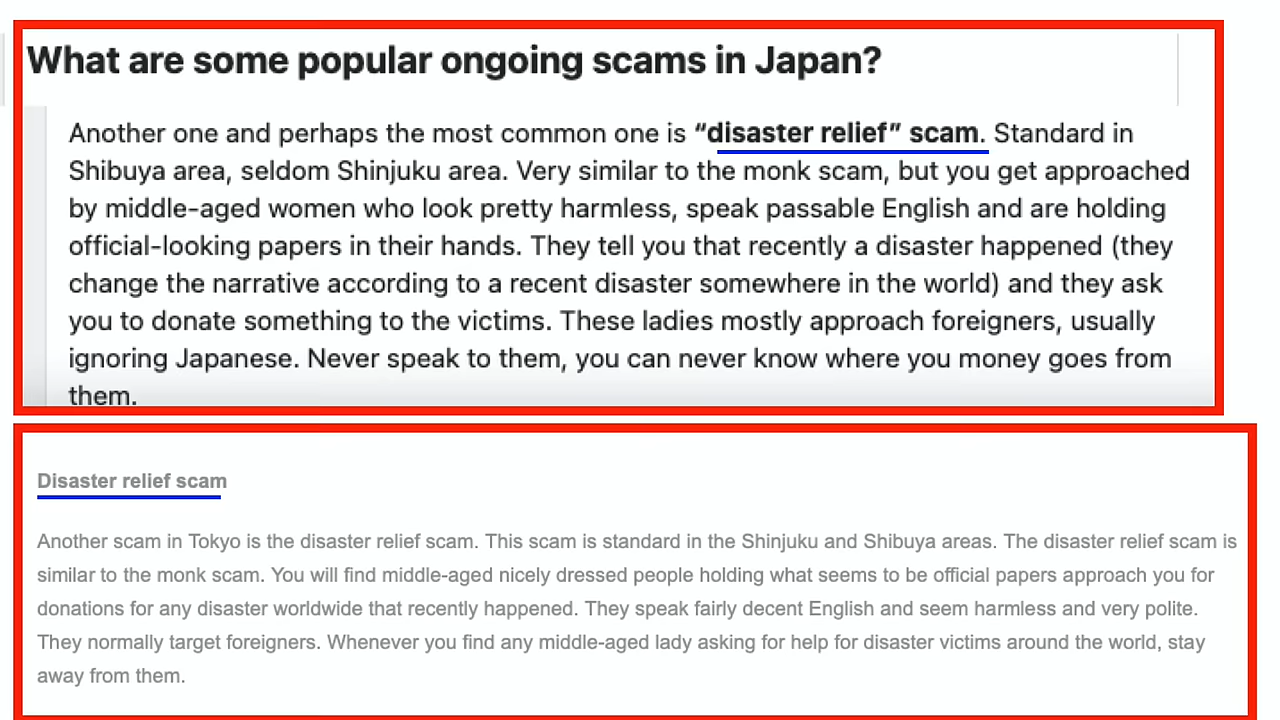 What are some popular ongoing scams in Japan?
Another one and perhaps the most common one is “disaster relief” scam. Standard in
Shibuya area, seldom Shinjuku area. Very similar to the monk scam, but you get approached
by middle-aged women who look pretty harmless, speak passable English and are holding
official-looking papers in their hands. They tell you that recently a disaster happened (they
change the narrative according to a recent disaster somewhere in the world) and they ask
you to donate something to the victims. These ladies mostly approach foreigners, usually
ignoring Japanese. Never speak to them, you can never know where you money goes from
them.
Disaster relief scam
Another scam in Tokyo is the disaster relief scam. This scam is standard in the Shinjuku and Shibuya areas. The disaster relief scam is
similar to the monk scam. You will find middle-aged nicely dressed people holding what seems to be official papers approach you for
donations for any disaster worldwide that recently happened. They speak fairly decent English and seem harmless and very polite.
They normally target foreigners. Whenever you find any middle-aged lady asking for help for disaster victims around the world, stay
away from them.